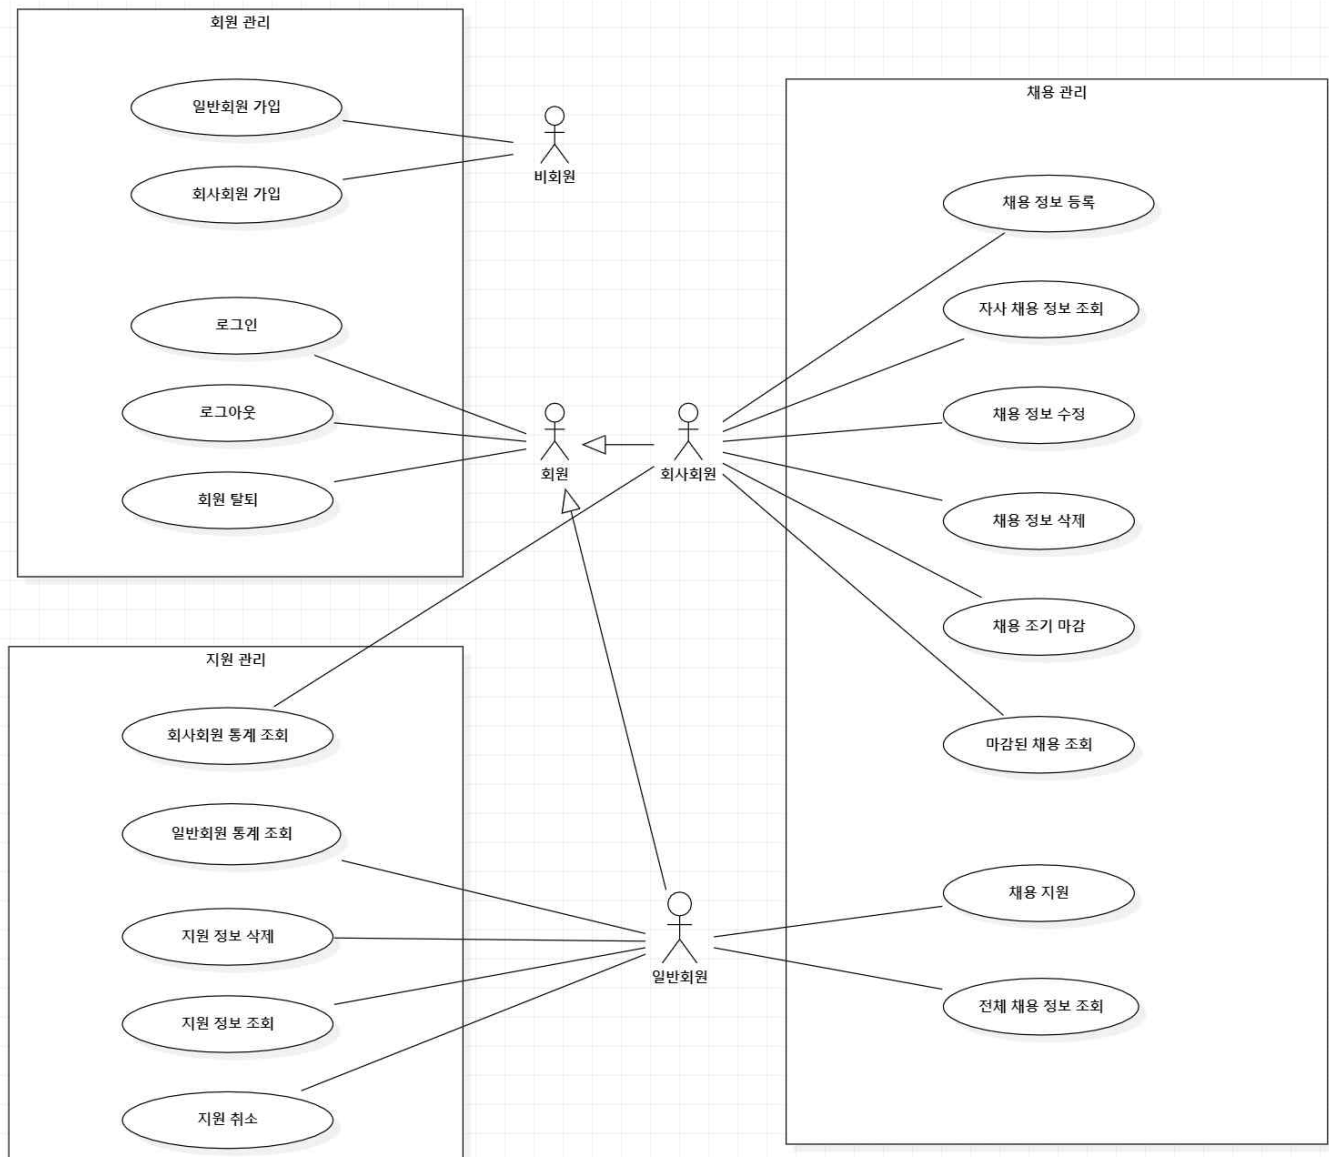 회원 관리
일반회원 가입
회사회원 가입
로그인
로그아웃
회원 탈퇴
비회원
회원
회사회원
채용 관리
채용 정보 등록
자사 채용 정보 조회
채용 정보 수정
채용 정보 삭제
채용 조기 마감
마감된 채용 조회
채용 지원
전체 채용 정보 조회
지원 관리
회사회원 통계 조회
일반회원 통계 조회
지원 정보 삭제
지원 정보 조회
지원 취소
일반회원